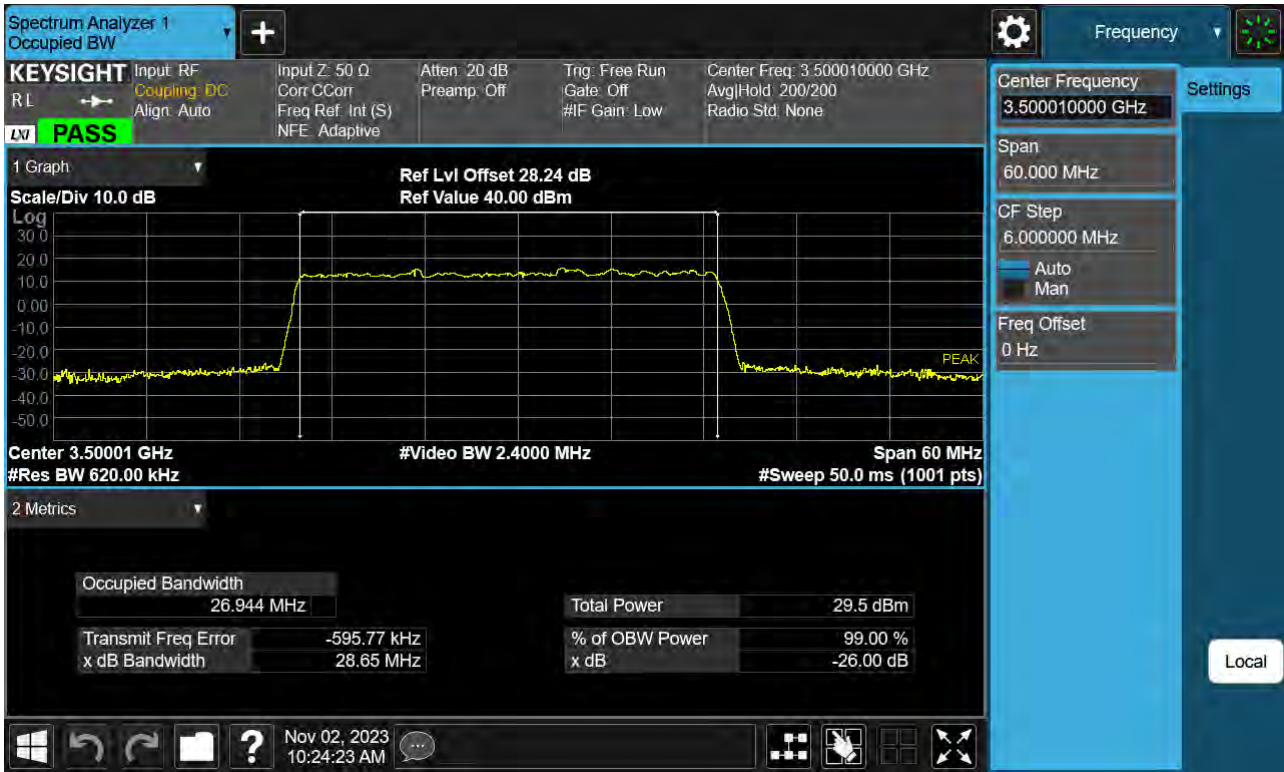 Spectrum Analyzer 1
Occupied BW
Frequency
KEYSIGHT
RL
LXI PASS
Input: RF
Coupling: DC
Align: Auto
Input Z: 50 Ω
Corr CCorr
Freq Ref: Int (S)
NFE: Adaptive
Atten: 20 dB
Preamp: Off
Trig: Free Run
Gate: Off
#IF Gain: Low
Center Freq: 3.500010000 GHz
Avg|Hold: 200/200
Radio Std: None
Center Frequency
3.500010000 GHz
Settings
Span
60.000 MHz
CF Step
6.000000 MHz
Auto
Man
Freq Offset
0 Hz
Local
1 Graph
Ref Lvl Offset 28.24 dB
Scale/Div 10.0 dB
Ref Value 40.00 dBm
Log
30.0
20.0
10.0
0.00
-10.0
-20.0
-30.0
-40.0
-50.0
PEAK
Center 3.50001 GHz
#Video BW 2.4000 MHz
Span 60 MHz
#Res BW 620.00 kHz
#Sweep 50.0 ms (1001 pts)
2 Metrics
Occupied Bandwidth
26.944 MHz
Total Power 29.5 dBm
Transmit Freq Error -595.77 kHz
% of OBW Power 99.00 %
x dB Bandwidth 28.65 MHz
x dB -26.00 dB
?
Nov 02, 2023
10:24:23 AM